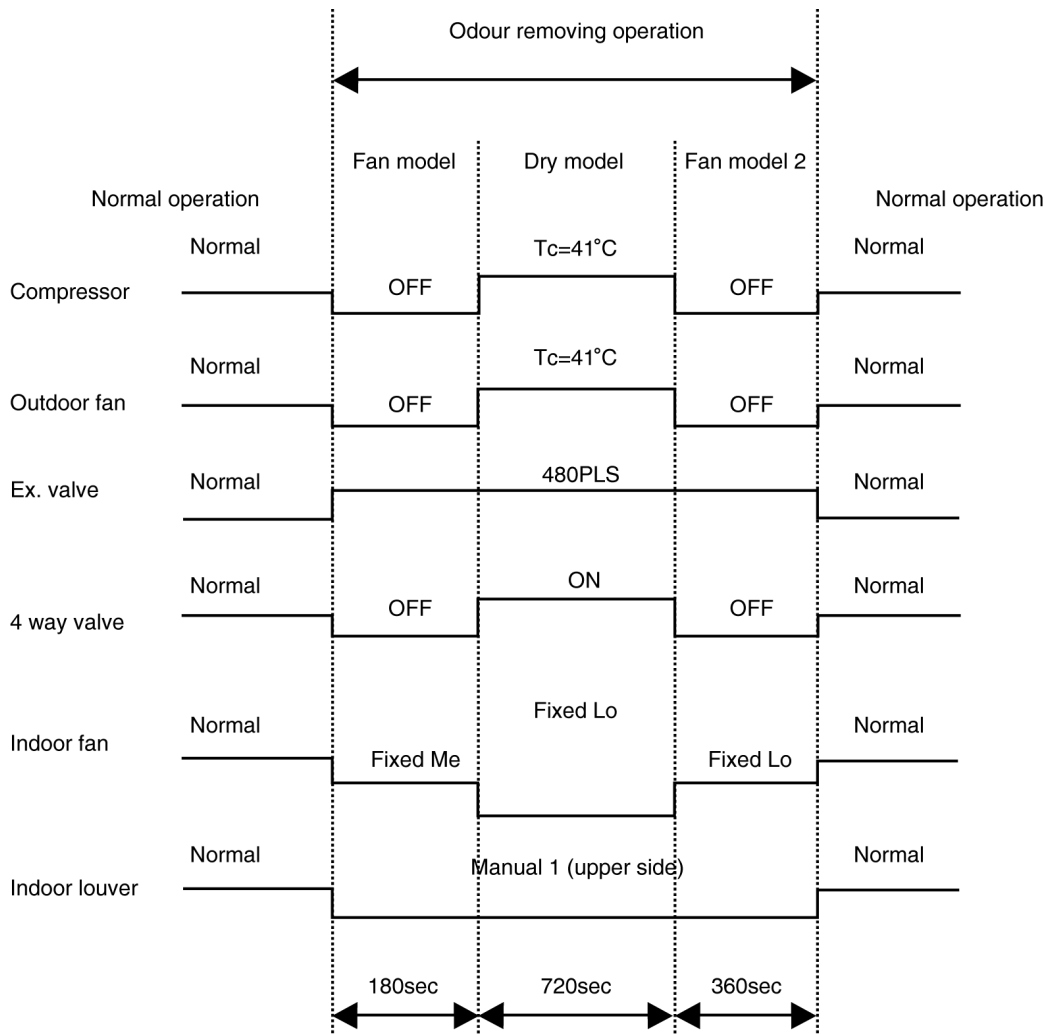 Odour removing operation
Fan model
Dry model
Fan model 2
Normal operation
Normal operation
Normal
Tc=41°C
Normal
Compressor
OFF
OFF
Normal
Tc=41°C
Normal
Outdoor fan
OFF
OFF
Ex. valve
Normal
480PLS
Normal
Normal
ON
Normal
4 way valve
OFF
OFF
Fixed Lo
Normal
Normal
Indoor fan
Fixed Me
Fixed Lo
Normal
Manual 1 (upper side)
Normal
Indoor louver
180sec
720sec
360sec